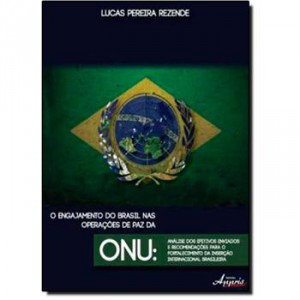 LUCAS PEREIRA REZENDE
O ENGAJAMENTO DO BRASIL NAS
OPERAÇÕES DE PAZ DA
ONU:
ANÁLISE DOS EFETIVOS ENVIADOS
E RECOMENDAÇÕES PARA O
FORTALECIMENTO DA INSERÇÃO
INTERNACIONAL BRASILEIRA
Appris